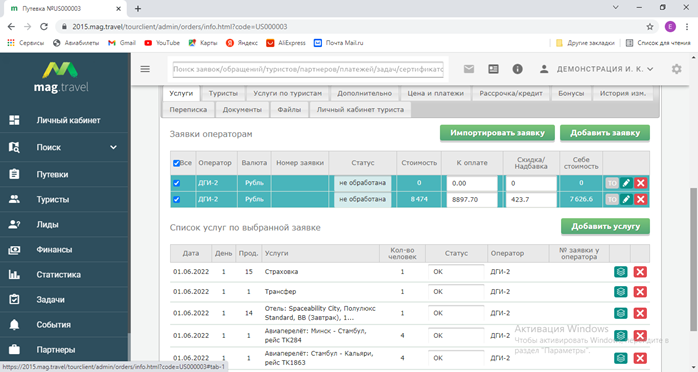 Путевка №US000003
2015.mag.travel/tourclient/admin/orders/info.html?code=US000003
E
Сервисы Авиабилеты Gmail YouTube Карты Яндекс AliExpress Почта Mail.ru Другие закладки Список для чтения
mag.travel
Поиск заявок/обращений/туристов/партнеров/платежей/задач/сертификатс
ДЕМОНСТРАЦИЯ И. К.
Личный кабинет
Поиск
Путевки
Туристы
Лиды
Финансы
Статистика
Задачи
События
Партнеры
Услуги Туристы Услуги по туристам Дополнительно Цена и платежи Рассрочка/кредит Бонусы История изм.
Переписка Документы Файлы Личный кабинет туриста
Заявки операторам Импортировать заявку Добавить заявку
Все Оператор Валюта Номер заявки Статус Стоимость К оплате Скидка/Надбавка Себе стоимость
ДГИ-2 Рубль не обработана 0 0.00 0 0 ТО
ДГИ-2 Рубль не обработана 8 474 8897.70 423.7 7 626.6 ТО
Список услуг по выбранной заявке Добавить услугу
Дата День Прод. Услуги Кол-во человек Статус Оператор № заявки у оператора
01.06.2022 1 15 Страховка 1 OK ДГИ-2
01.06.2022 1 1 Трансфер 1 OK ДГИ-2
01.06.2022 1 14 Отель: Spaceability City, Полулюкс Standard, BB (Завтрак), 1... 1 OK ДГИ-2
01.06.2022 1 1 Авиаперелёт: Минск - Стамбул, рейс TK284 4 OK ДГИ-2
01.06.2022 1 1 Авиаперелёт: Стамбул - Кальяри, рейс TK1863 4 OK ДГИ-2
Активация Windows
Чтобы активировать Windows, перейдите в
раздел "Параметры".
https://2015.mag.travel/tourclient/admin/orders/info.html?code=US000003#tab-1